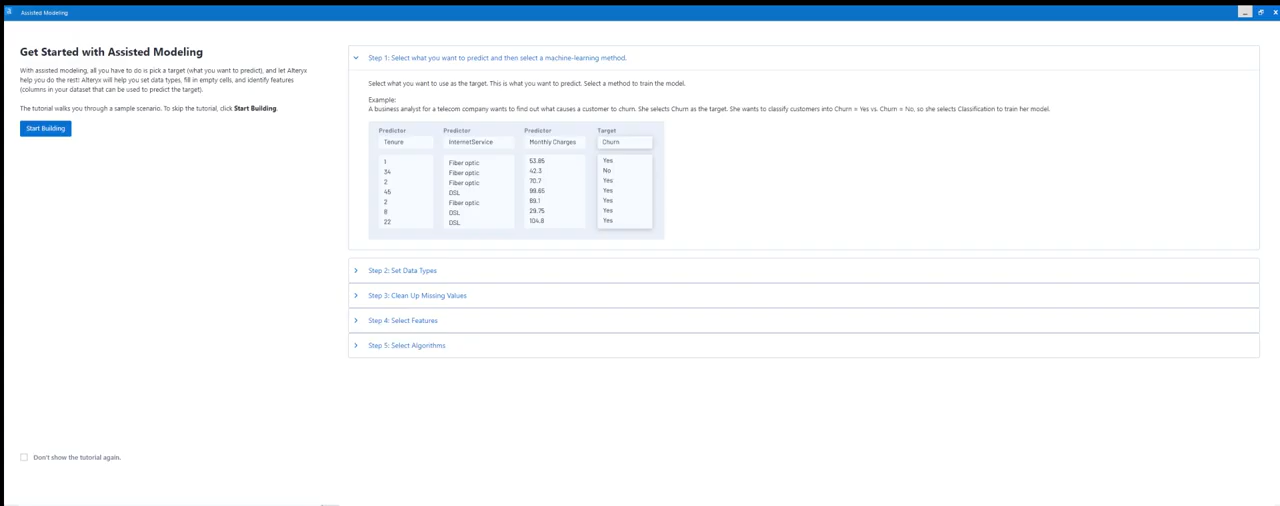 a Assisted Modeling
Get Started with Assisted Modeling
With assisted modeling, all you have to do is pick a target (what you want to predict), and let Alteryx
help you do the rest! Alteryx will help you set data types, fill in empty cells, and identify features
(columns in your dataset that can be used to predict the target).
The tutorial walks you through a sample scenario. To skip the tutorial, click Start Building.
Start Building
Don't show the tutorial again.
Step 1: Select what you want to predict and then select a machine-learning method.
Select what you want to use as the target. This is what you want to predict. Select a method to train the model.
Example:
A business analyst for a telecom company wants to find out what causes a customer to churn. She selects Churn as the target. She wants to classify customers into Churn = Yes vs. Churn = No, so she selects Classification to train her model.
Predictor Predictor Predictor Target
Tenure InternetService Monthly Charges Churn
1 Fiber optic 53.85 Yes
34 Fiber optic 42.3 No
2 Fiber optic 70.7 Yes
45 DSL 99.65 Yes
2 Fiber optic 89.1 Yes
8 DSL 29.75 Yes
22 DSL 104.8 Yes
Step 2: Set Data Types
Step 3: Clean Up Missing Values
Step 4: Select Features
Step 5: Select Algorithms